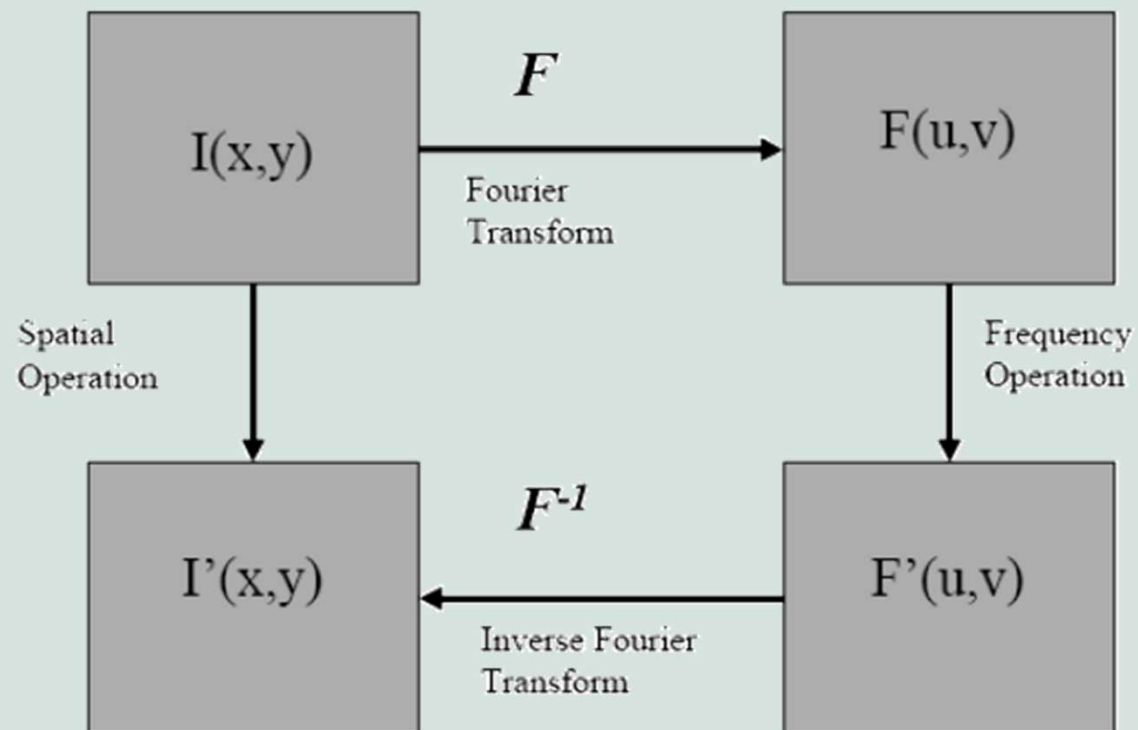 F
I(x,y)
F(u,v)
Fourier
Transform
Spatial
Operation
Frequency
Operation
F-1
I’(x,y)
F’(u,v)
Inverse Fourier
Transform